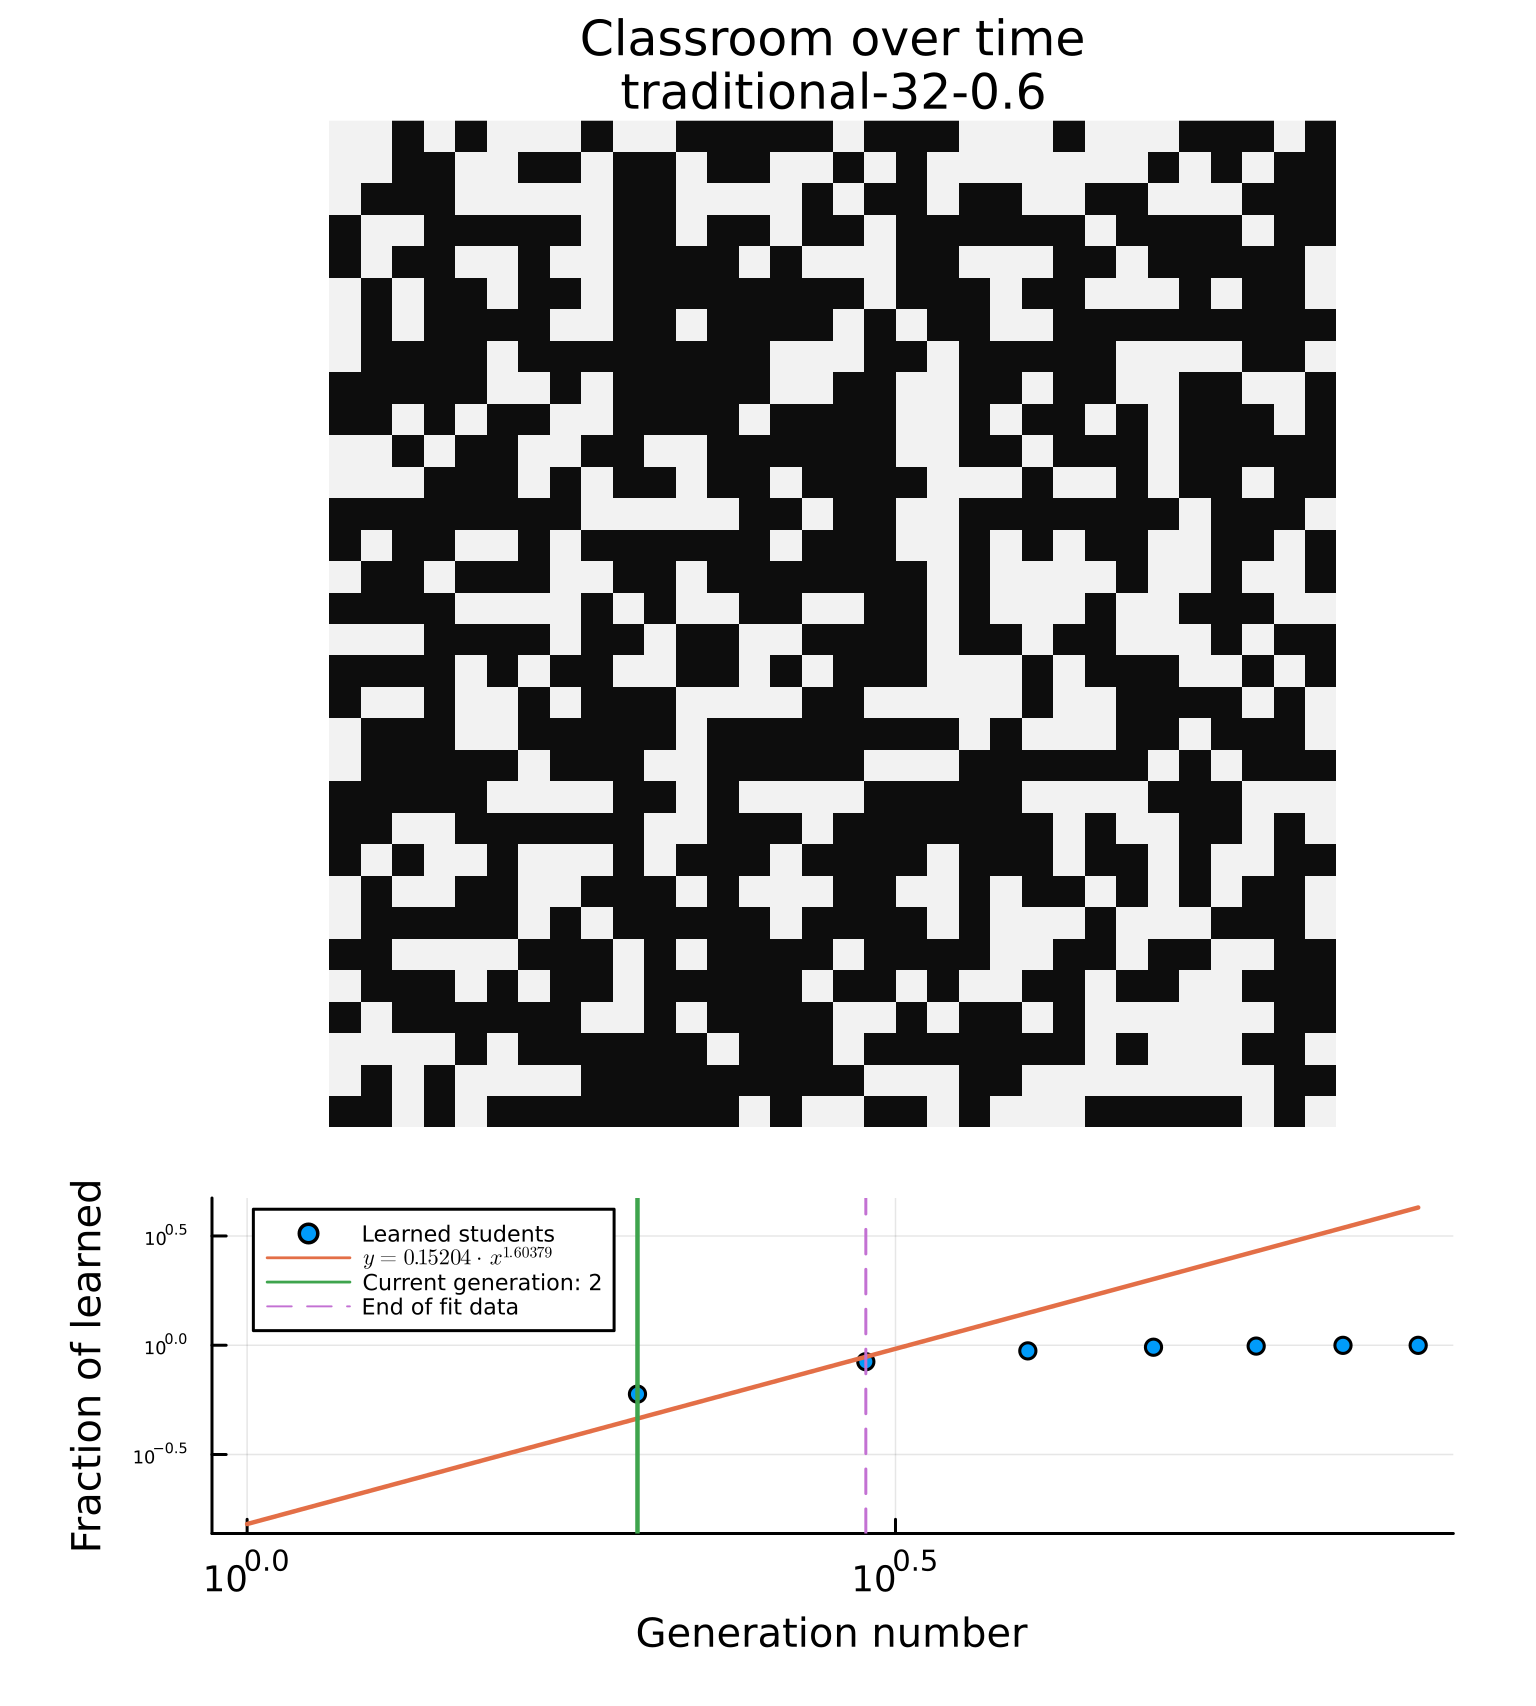 Classroom over time
traditional-32-0.6
Fraction of learned
10^0.5
10^0.0
10^−0.5
Learned students
y = 0.15204 · x^1.60379
Current generation: 2
End of fit data
10^0.0
10^0.5
Generation number